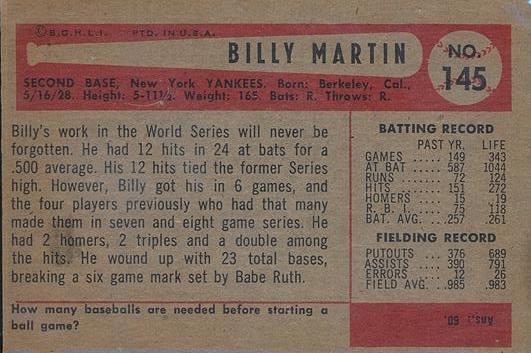 ©B.G.H.L.I. PTD. IN U.S.A.
BILLY MARTIN
NO.
145
SECOND BASE, New York YANKEES. Born: Berkeley, Cal.,
5/16/28. Height: 5-11½. Weight: 165. Bats: R. Throws: R.
Billy's work in the World Series will never be
forgotten. He had 12 hits in 24 at bats for a
.500 average. His 12 hits tied the former Series
high. However, Billy got his in 6 games, and
the four players previously who had that many
made them in seven and eight game series. He
had 2 homers, 2 triples and a double among
the hits. He wound up with 23 total bases,
breaking a six game mark set by Babe Ruth.
BATTING RECORD
PAST YR. LIFE
GAMES ..... 149 343
AT BAT ..... 587 1044
RUNS ...... 72 124
HITS ....... 151 272
HOMERS .... 15 19
R. B. I. ..... 75 118
BAT. AVG. ... .257 .261
FIELDING RECORD
PUTOUTS ... 376 689
ASSISTS .... 390 791
ERRORS .... 12 26
FIELD AVG. .. .985 .983
How many baseballs are needed before starting a
ball game?
Ans.: 60.